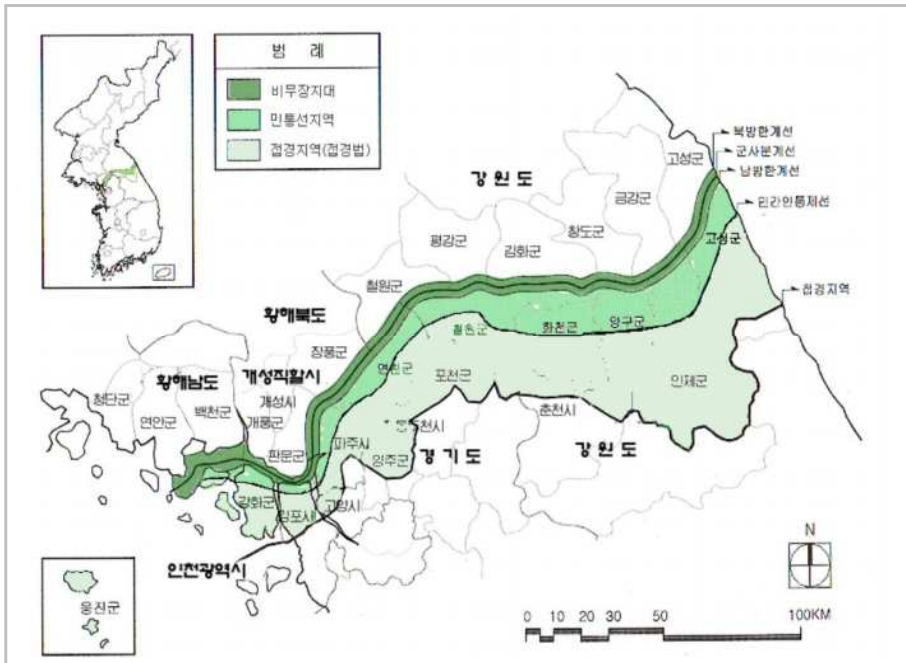 범 례
비무장지대
민통선지역
접경지역(접경법)
북방한계선
군사분계선
남방한계선
민간인통제선
접경지역
고성군
강원도
금강군
창도군
평강군
김화군
고성군
철원군
황해북도
장풍군
철원군
화천군
양구군
연천군
포천군
인제군
황해남도
개성직할시
청단군
연안군
백천군
개성시
개풍군
판문군
파주시
춘천시
양주군
경기도
강원도
강화군
김포시
고양시
인천광역시
옹진군
N
0 10 20 30 50 100KM